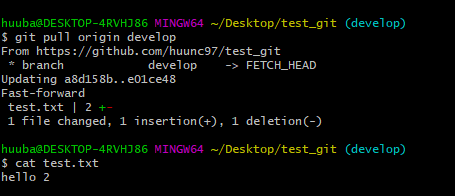 huuba@DESKTOP-4RVHJ86 MINGW64 ~/Desktop/test_git (develop)
$ git pull origin develop
From https://github.com/huunc97/test_git
 * branch            develop    -> FETCH_HEAD
Updating a8d158b..e01ce48
Fast-forward
 test.txt | 2 +-
 1 file changed, 1 insertion(+), 1 deletion(-)
huuba@DESKTOP-4RVHJ86 MINGW64 ~/Desktop/test_git (develop)
$ cat test.txt
hello 2